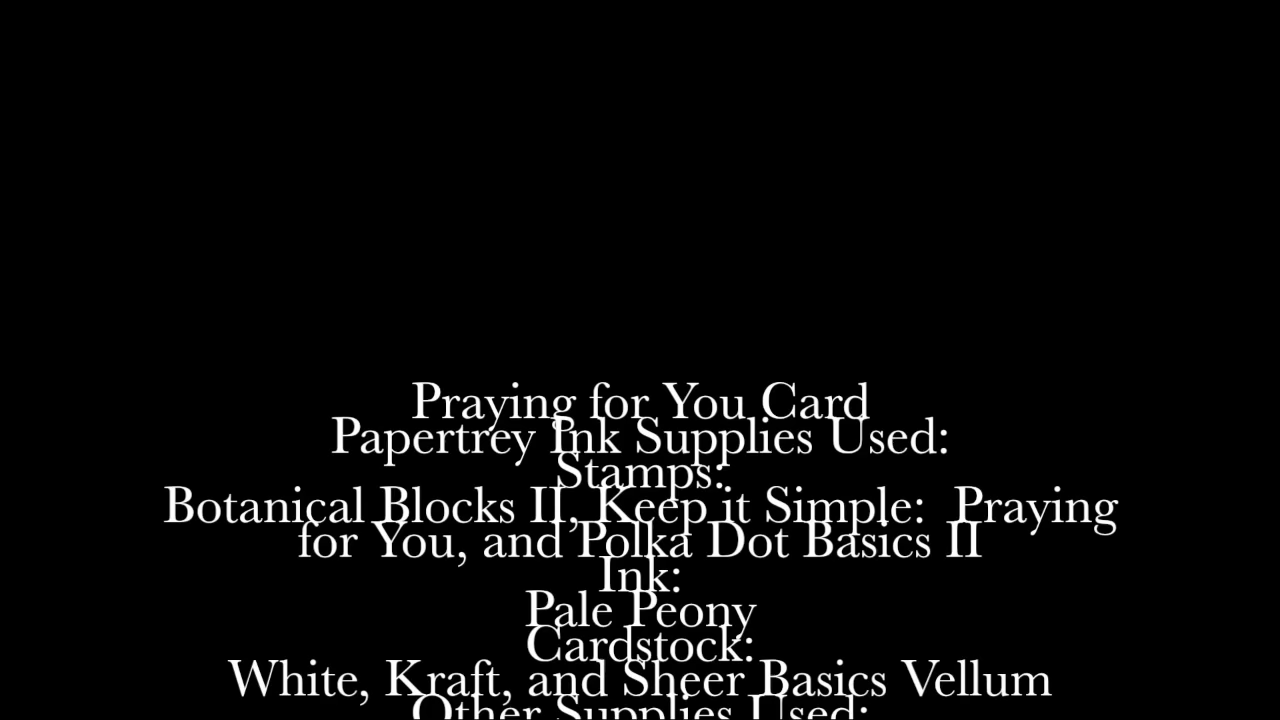 Praying for You Card
Papertrey Ink Supplies Used:
Stamps:
Botanical Blocks II, Keep it Simple:  Praying
for You, and Polka Dot Basics II
Ink:
Pale Peony
Cardstock:
White, Kraft, and Sheer Basics Vellum
Other Supplies Used: